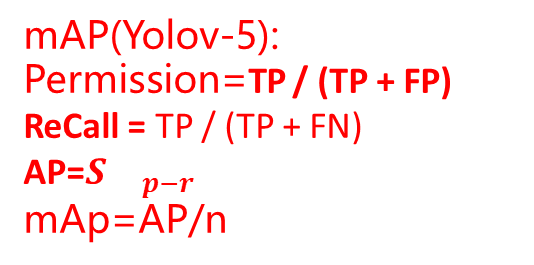 mAP(Yolov-5):
Permission=TP / (TP + FP)
ReCall = TP / (TP + FN)
AP=S p−r
mAp=AP/n